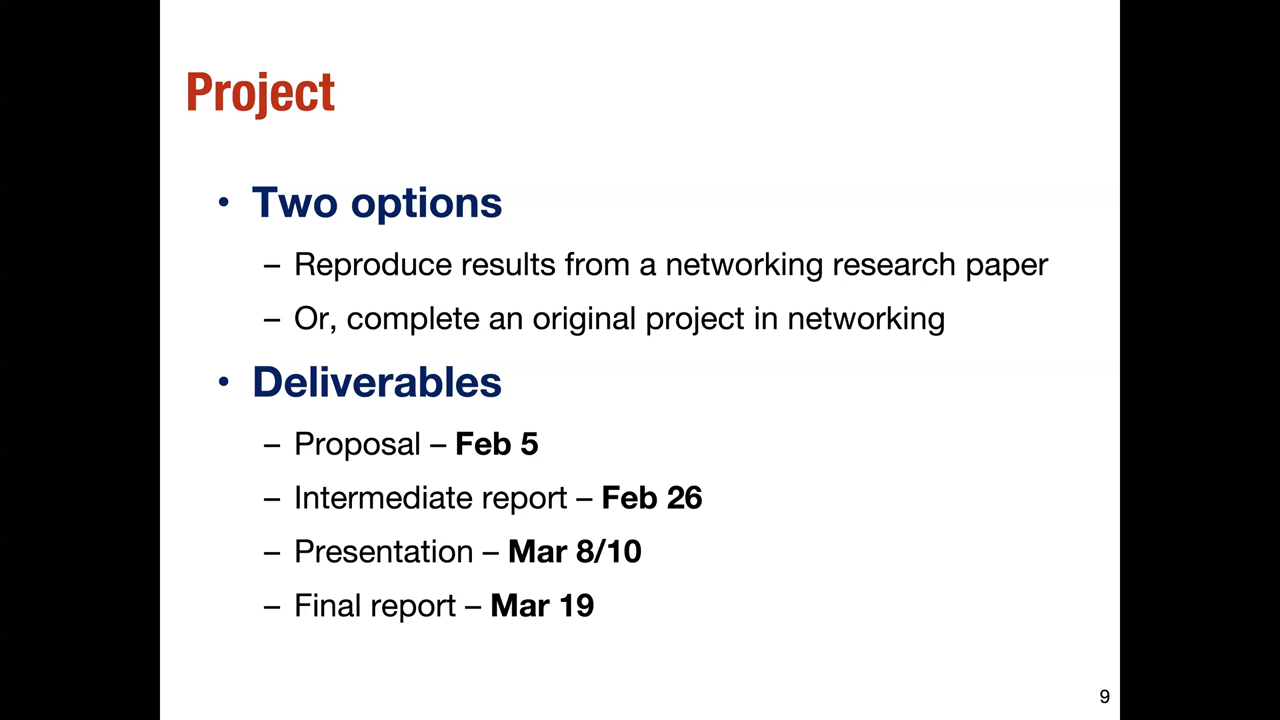 Project
• Two options
– Reproduce results from a networking research paper
– Or, complete an original project in networking
• Deliverables
– Proposal – Feb 5
– Intermediate report – Feb 26
– Presentation – Mar 8/10
– Final report – Mar 19
9